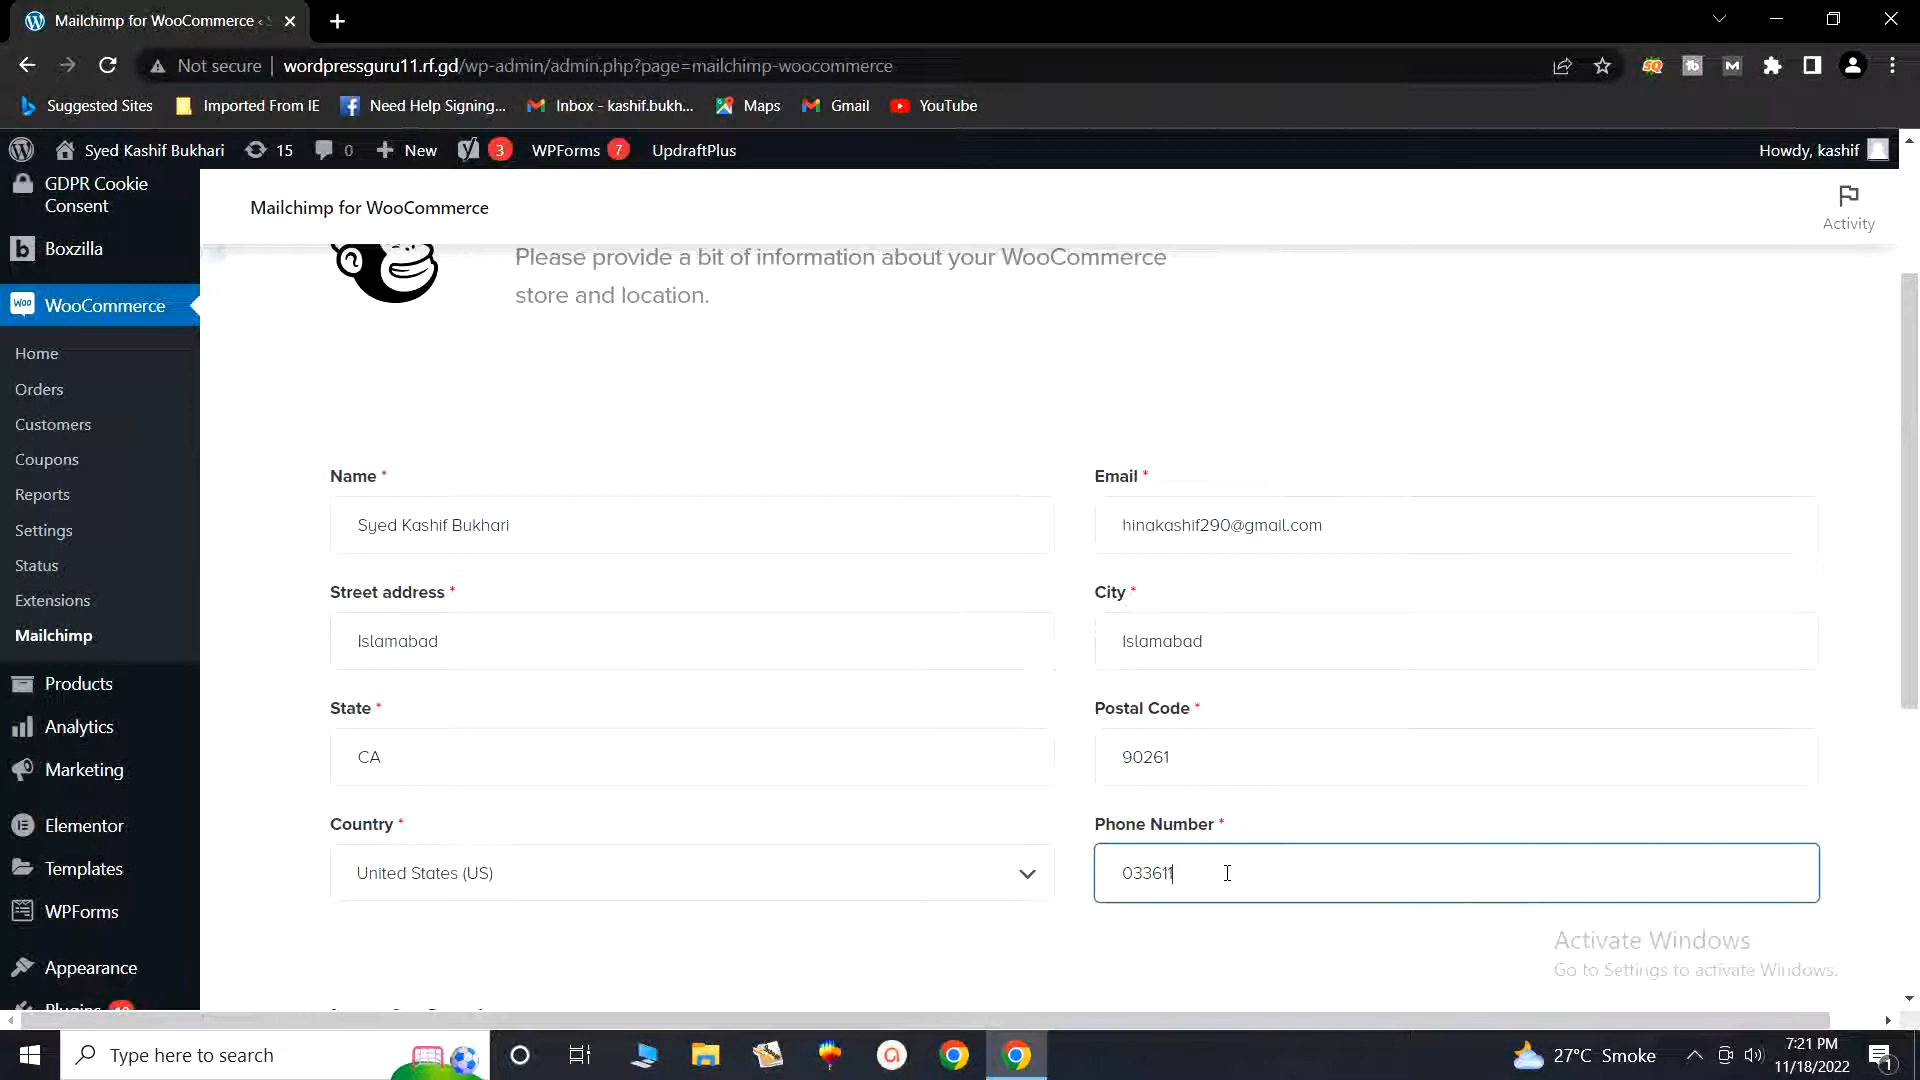 Mailchimp for WooCommerce ‹
Not secure | wordpressguru11.rf.gd/wp-admin/admin.php?page=mailchimp-woocommerce
Suggested Sites Imported From IE Need Help Signing... Inbox - kashif.bukh... Maps Gmail YouTube
Syed Kashif Bukhari 15 0 New 3 WPForms 7 UpdraftPlus Howdy, kashif
GDPR Cookie
Consent
Boxzilla
WooCommerce
Home
Orders
Customers
Coupons
Reports
Settings
Status
Extensions
Mailchimp
Products
Analytics
Marketing
Elementor
Templates
WPForms
Appearance
Plugins
Mailchimp for WooCommerce
Activity
Please provide a bit of information about your WooCommerce
store and location.
Name *
Syed Kashif Bukhari
Email *
hinakashif290@gmail.com
Street address *
Islamabad
City *
Islamabad
State *
CA
Postal Code *
90261
Country *
United States (US)
Phone Number *
033611
Activate Windows
Go to Settings to activate Windows.
Type here to search
27°C Smoke
7:21 PM
11/18/2022
1